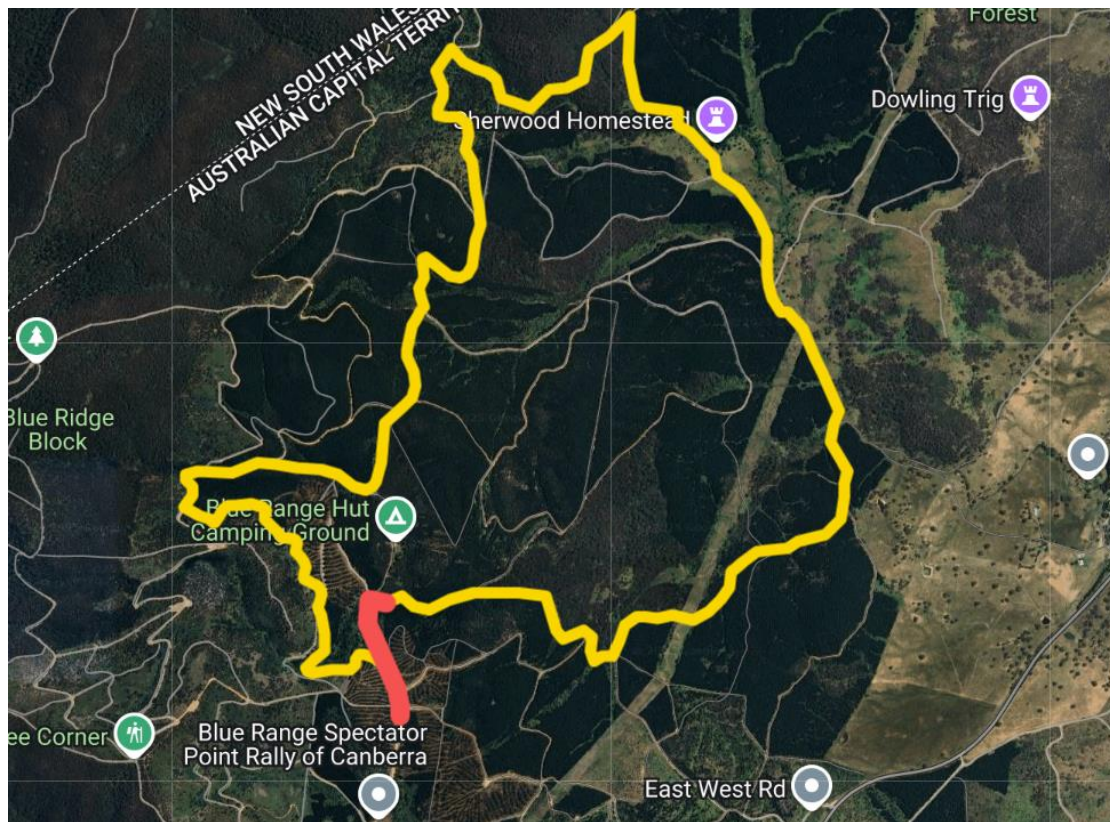 Forest
NEW SOUTH WALES
AUSTRALIAN CAPITAL TERRIT
Dowling Trig
Sherwood Homestead
Blue Ridge
Block
Blue Range Hut
Camping Ground
Blue Range Spectator
Point Rally of Canberra
ee Corner
East West Rd